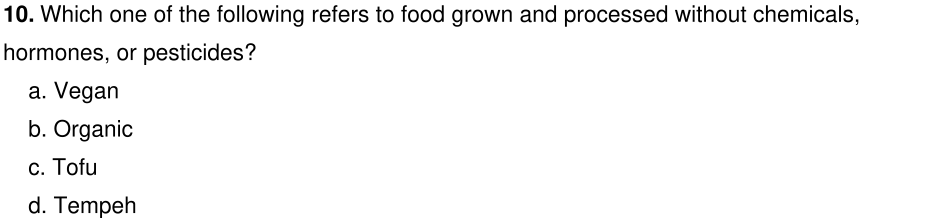 10. Which one of the following refers to food grown and processed without chemicals,
hormones, or pesticides?
a. Vegan
b. Organic
c. Tofu
d. Tempeh